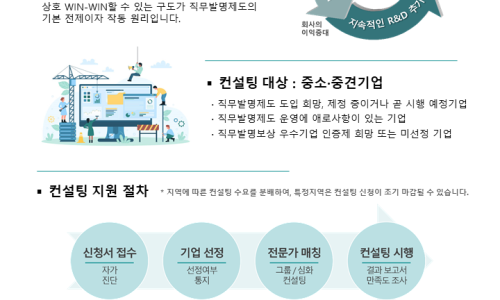 상호 WIN-WIN할 수 있는 구도가 직무발명제도의
기본 전제이자 작동 원리입니다.
회사의
이익증대
지속적인 R&D 추가
▪ 컨설팅 대상 : 중소·중견기업
· 직무발명제도 도입 희망, 제정 중이거나 곧 시행 예정기업
· 직무발명제도 운영에 애로사항이 있는 기업
· 직무발명보상 우수기업 인증제 희망 또는 미선정 기업
▪ 컨설팅 지원 절차
* 지역에 따른 컨설팅 수요를 분배하여, 특정지역은 컨설팅 신청이 조기 마감될 수 있습니다.
신청서 접수
자가
진단
기업 선정
선정여부
통지
전문가 매칭
그룹 / 심화
컨설팅
컨설팅 시행
결과 보고서
만족도 조사